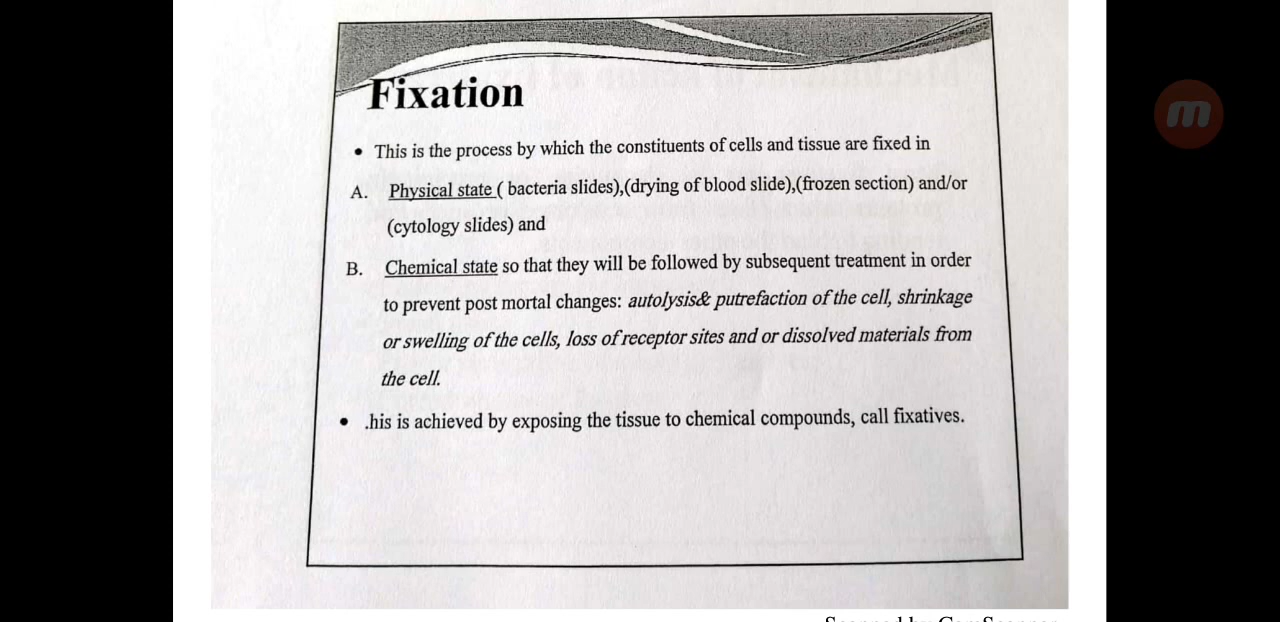 Fixation
• This is the process by which the constituents of cells and tissue are fixed in
A. Physical state ( bacteria slides),(drying of blood slide),(frozen section) and/or
(cytology slides) and
B. Chemical state so that they will be followed by subsequent treatment in order
to prevent post mortal changes: autolysis& putrefaction of the cell, shrinkage
or swelling of the cells, loss of receptor sites and or dissolved materials from
the cell.
• .his is achieved by exposing the tissue to chemical compounds, call fixatives.